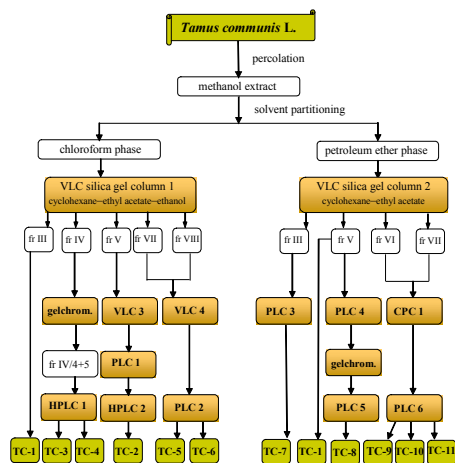 Tamus communis L.
percolation
methanol extract
solvent partitioning
chloroform phase
petroleum ether phase
VLC silica gel column 1
cyclohexane–ethyl acetate–ethanol
VLC silica gel column 2
cyclohexane–ethyl acetate
fr III
fr IV
fr V
fr VII
fr VIII
fr III
fr V
fr VI
fr VII
gelchrom.
VLC 3
VLC 4
PLC 3
PLC 4
CPC 1
fr IV/4+5
PLC 1
gelchrom.
HPLC 1
HPLC 2
PLC 2
PLC 5
PLC 6
TC-1
TC-3
TC-4
TC-2
TC-5
TC-6
TC-7
TC-1
TC-8
TC-9
TC-10
TC-11